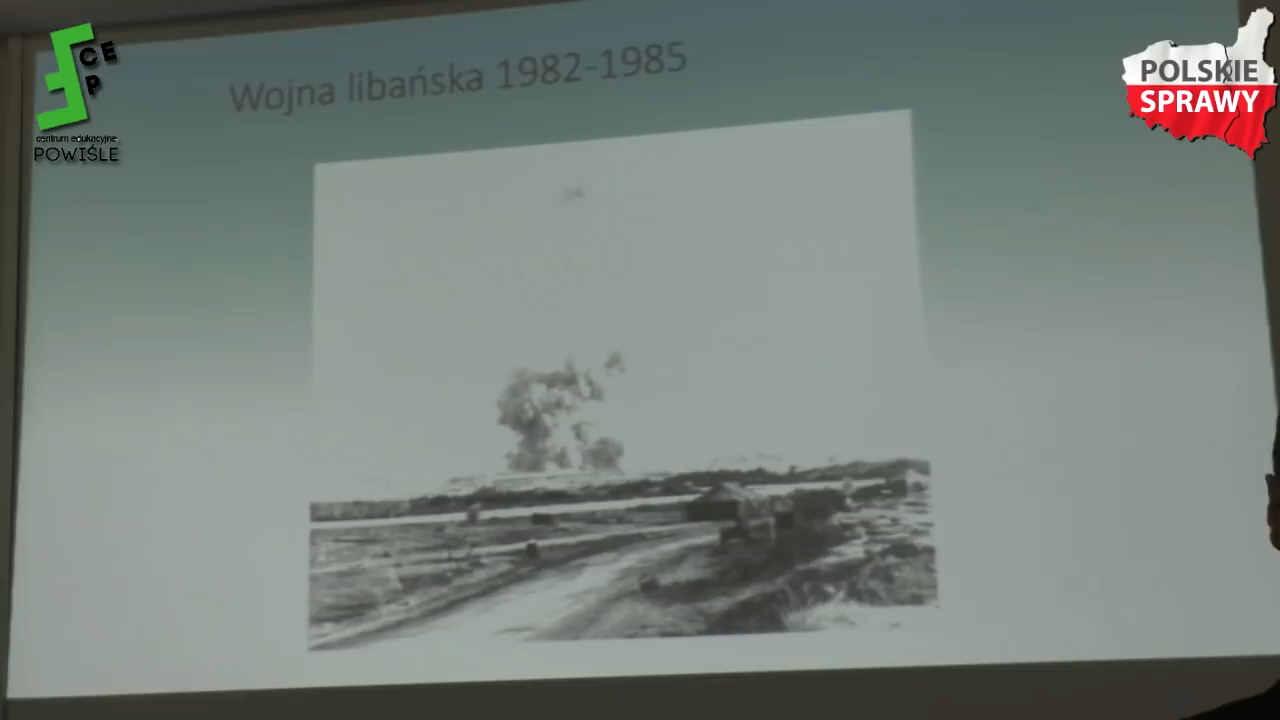 Wojna libańska 1982-1985
CE
P
centrum edukacyjne
POWIŚLE
POLSKIE
SPRAWY